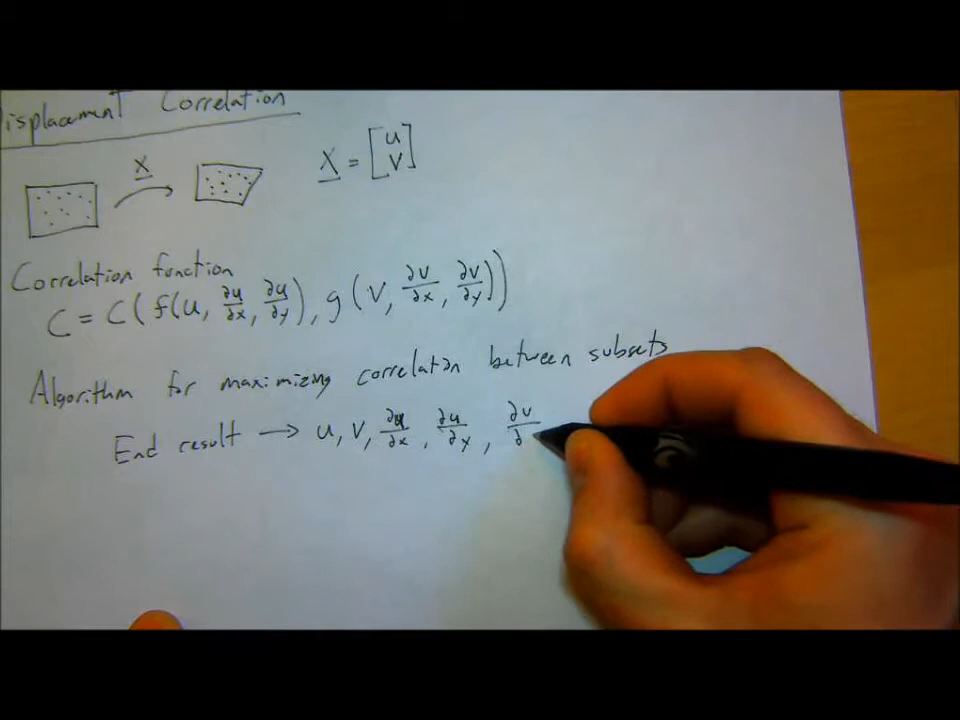 isplacement Correlation
X
X = [u v]
Correlation function
C = C(f(u, ∂u/∂x, ∂u/∂y), g(v, ∂v/∂x, ∂v/∂y))
Algorithm for maximizing correlation between subsets
End result → u, v, ∂u/∂x, ∂u/∂y, ∂v/∂